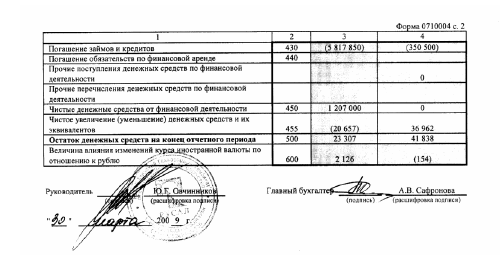 Форма 0710004 с. 2
1 2 3 4
Погашение займов и кредитов 430 (5 817 850) (350 500)
Погашение обязательств по финансовой аренде 440
Прочие поступления денежных средств по финансовой
деятельности 0
Прочие перечисления денежных средств по финансовой
деятельности
Чистые денежные средства от финансовой деятельности 450 1 207 000 0
Чистое увеличение (уменьшение) денежных средств и их
эквивалентов 455 (20 657) 36 962
Остаток денежных средств на конец отчетного периода 500 23 307 41 838
Величина влияния изменений курса иностранной валюты по
отношению к рублю 600 2 126 (154)
Руководитель Ю.Е. Овчинников Главный бухгалтер А.В. Сафронова
(расшифровка подписи) (подпись) (расшифровка подписи)
"30" марта 2009 г.